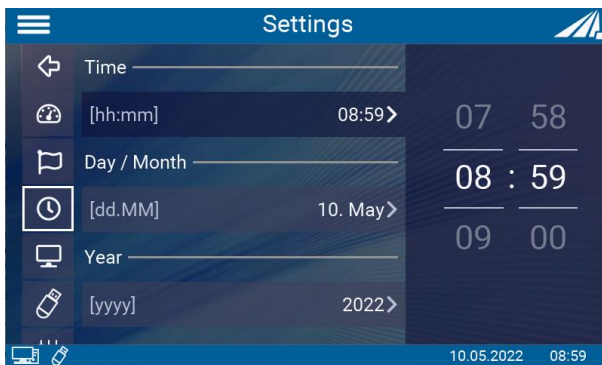 Settings
Time
[hh:mm] 08:59
Day / Month
[dd.MM] 10. May
Year
[yyyy] 2022
07 58
08 : 59
09 00
10.05.2022 08:59